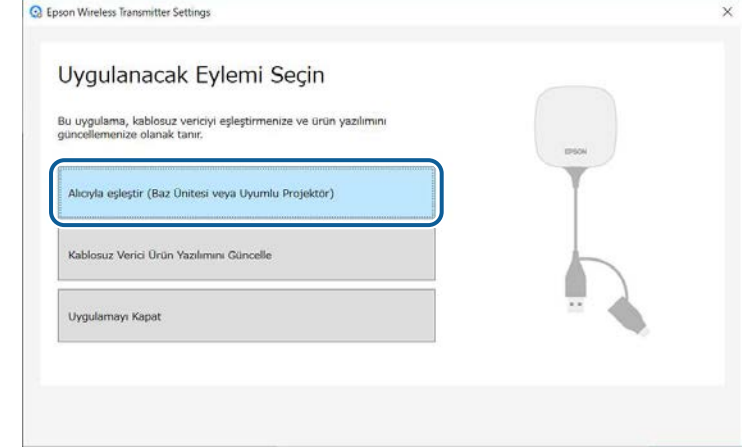 Epson Wireless Transmitter Settings
Uygulanacak Eylemi Seçin
Bu uygulama, kablosuz vericiyi eşleştirmenize ve ürün yazılımını
güncellemenize olanak tanır.
EPSON
Alıcıyla eşleştir (Baz Ünitesi veya Uyumlu Projektör)
Kablosuz Verici Ürün Yazılımını Güncelle
Uygulamayı Kapat